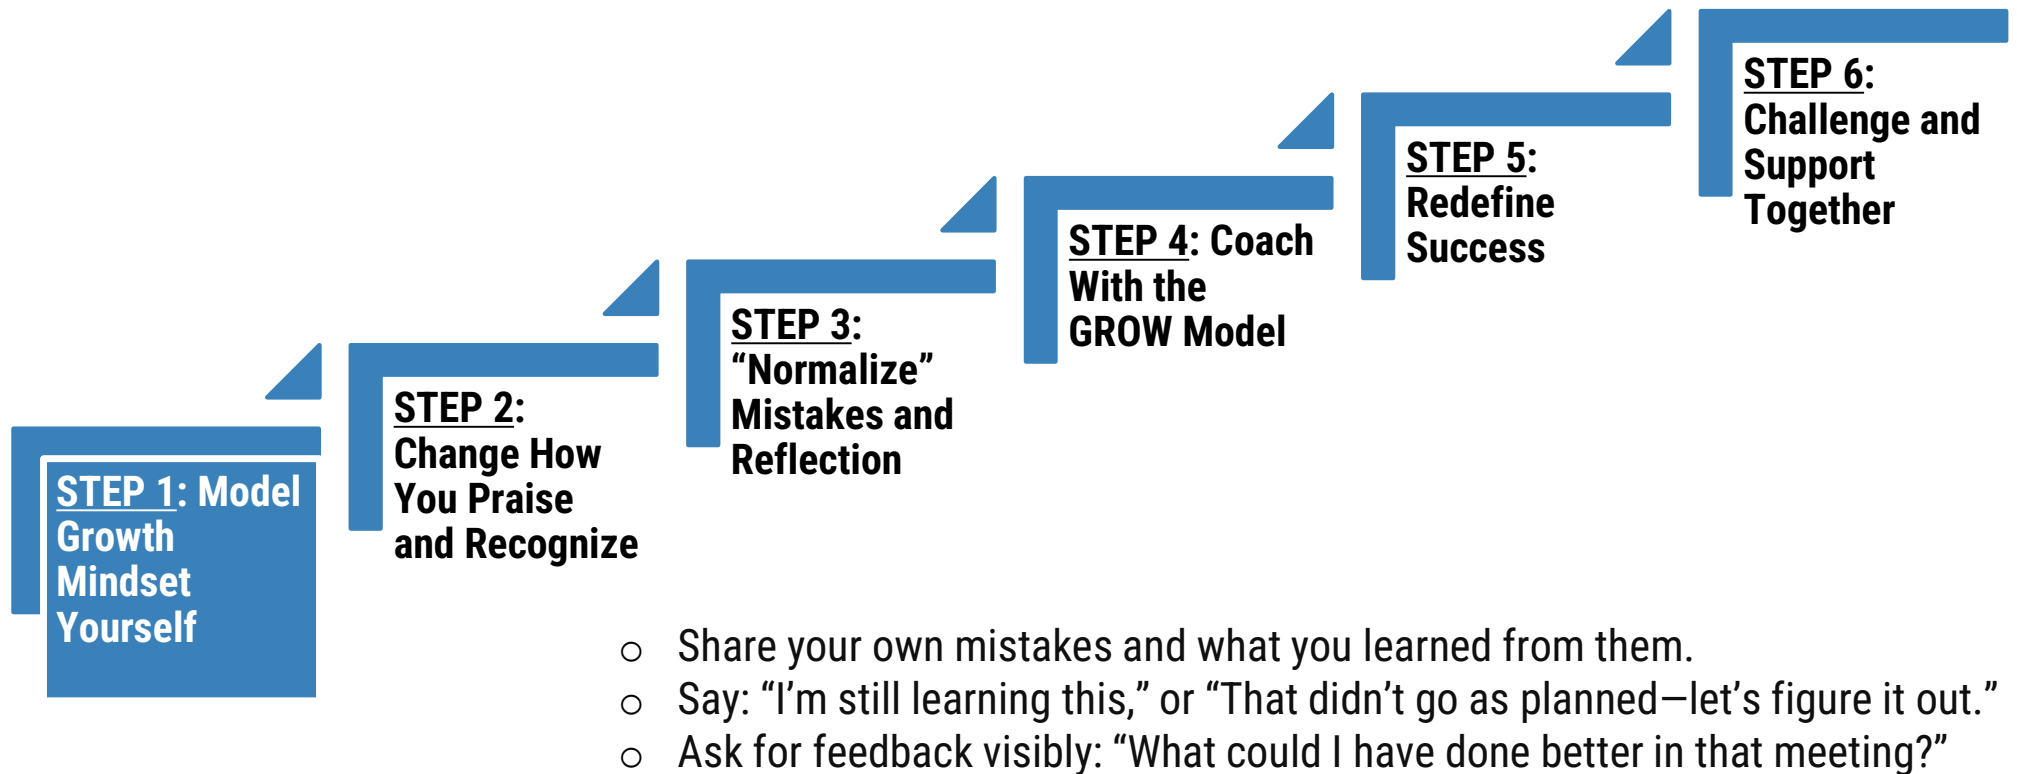 STEP 1: Model
Growth
Mindset
Yourself
STEP 2:
Change How
You Praise
and Recognize
STEP 3:
“Normalize”
Mistakes and
Reflection
STEP 4: Coach
With the
GROW Model
STEP 5:
Redefine
Success
STEP 6:
Challenge and
Support
Together
○ Share your own mistakes and what you learned from them.
○ Say: “I’m still learning this,” or “That didn’t go as planned—let’s figure it out.”
○ Ask for feedback visibly: “What could I have done better in that meeting?”